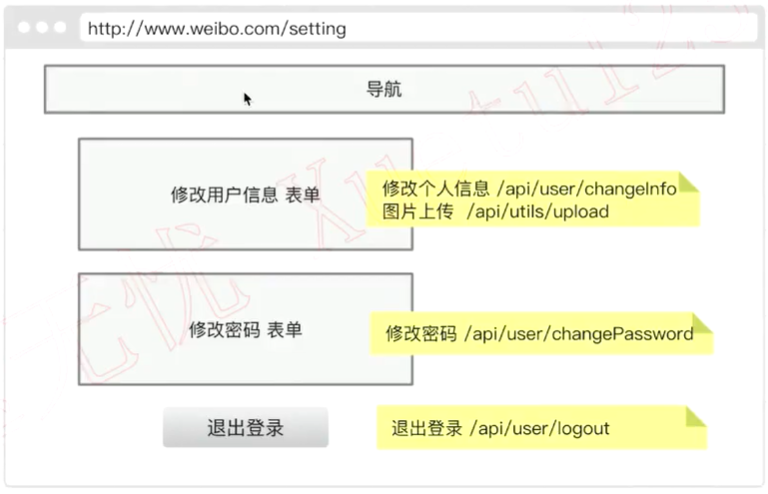 http://www.weibo.com/setting
导航
修改用户信息 表单
修改个人信息 /api/user/changeInfo
图片上传 /api/utils/upload
修改密码 表单
修改密码 /api/user/changePassword
退出登录
退出登录 /api/user/logout